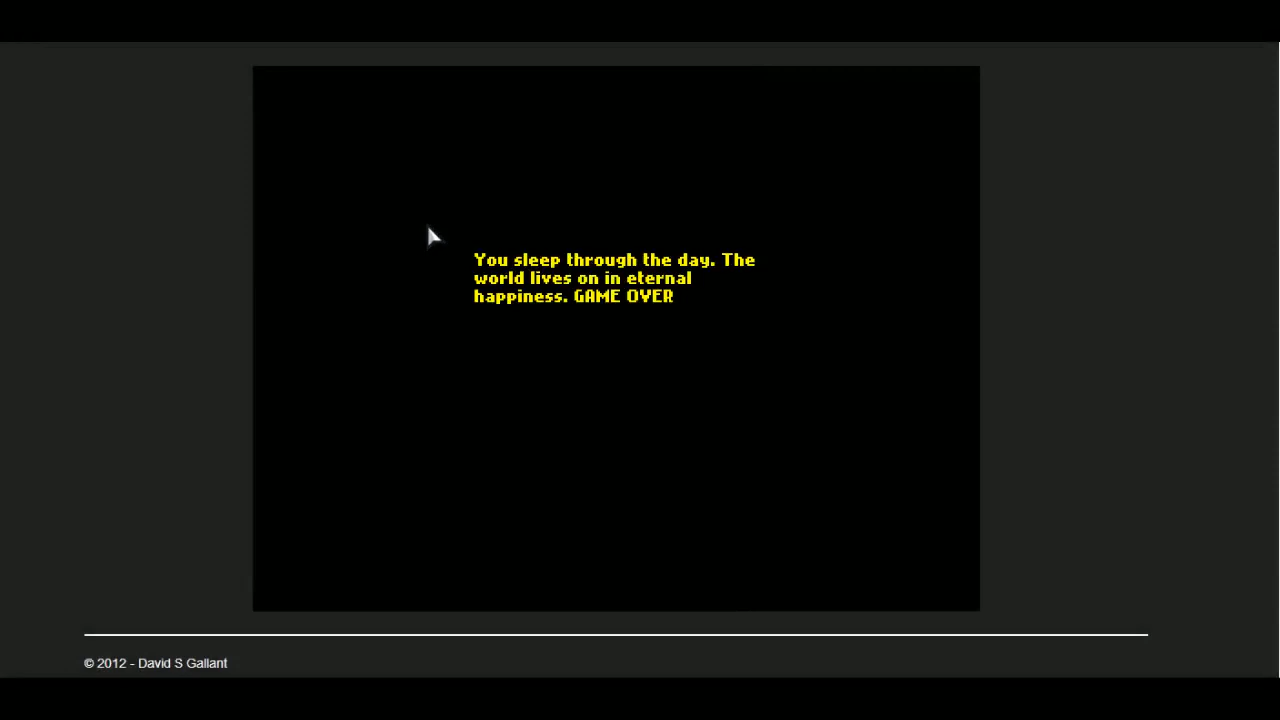 You sleep through the day. The
world lives on in eternal
happiness. GAME OVER
© 2012 - David S Gallant